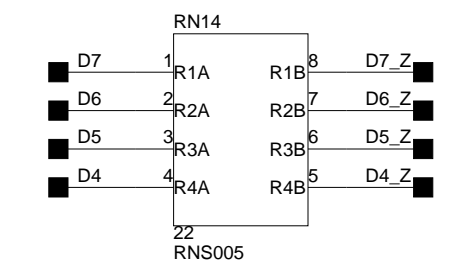 RN14
D7 1 R1A R1B 8 D7_Z
D6 2 R2A R2B 7 D6_Z
D5 3 R3A R3B 6 D5_Z
D4 4 R4A R4B 5 D4_Z
22
RNS005